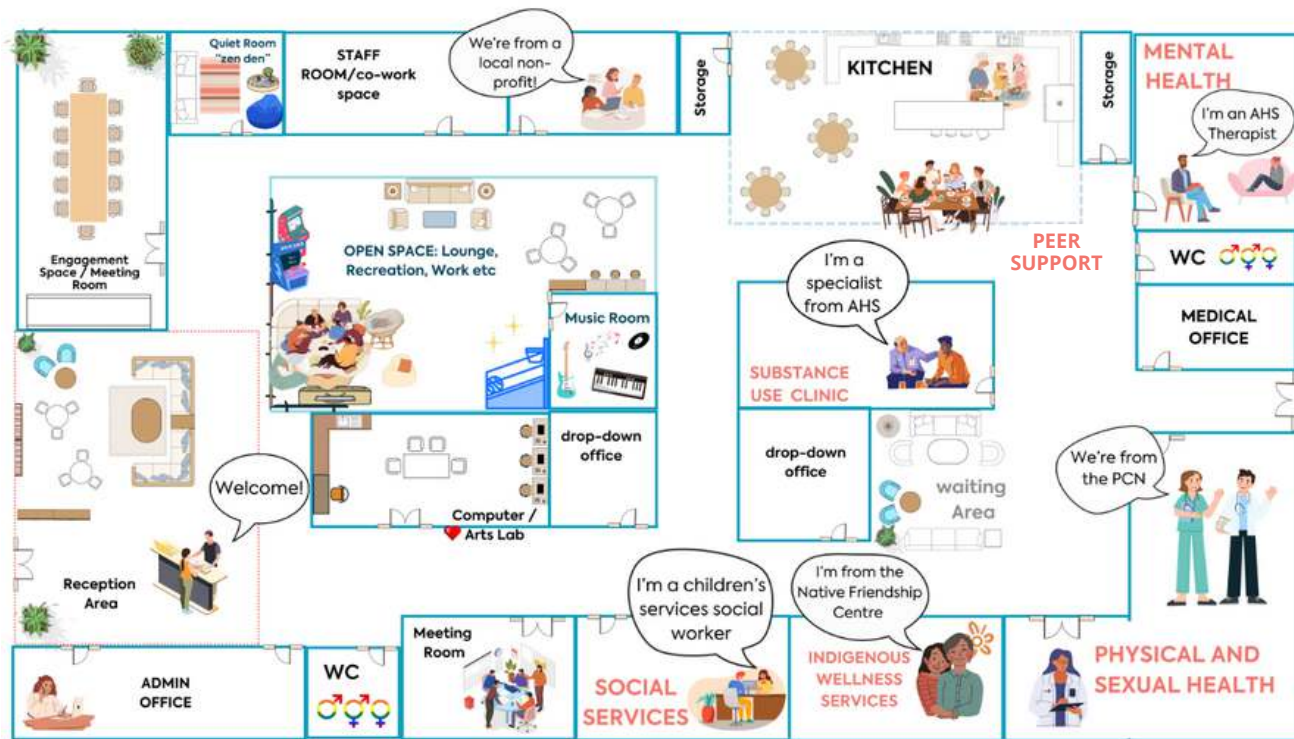 Quiet Room
"zen den"
STAFF
ROOM/co-work
space
We're from a
local non-
profit!
Storage
KITCHEN
Storage
MENTAL
HEALTH
I'm an AHS
Therapist
Engagement
Space / Meeting
Room
OPEN SPACE: Lounge,
Recreation, Work etc
PEER
SUPPORT
WC
I'm a
specialist
from AHS
Music Room
MEDICAL
OFFICE
SUBSTANCE
USE CLINIC
drop-down
office
drop-down
office
waiting
Area
We're from
the PCN
Welcome!
Computer /
Arts Lab
Reception
Area
I'm a children's
services social
worker
I'm from the
Native Friendship
Centre
ADMIN
OFFICE
WC
Meeting
Room
SOCIAL
SERVICES
INDIGENOUS
WELLNESS
SERVICES
PHYSICAL AND
SEXUAL HEALTH